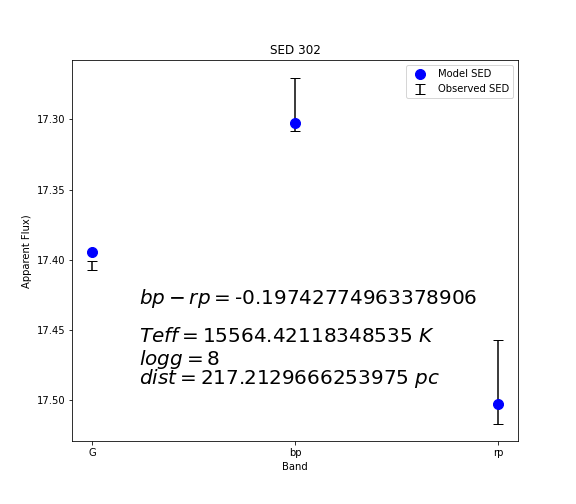 SED 302
Model SED
Observed SED
17.30
17.35
17.40
17.45
17.50
Apparent Flux)
bp − rp = -0.19742774963378906
Teff = 15564.42118348535 K
logg = 8
dist = 217.2129666253975 pc
G
bp
rp
Band